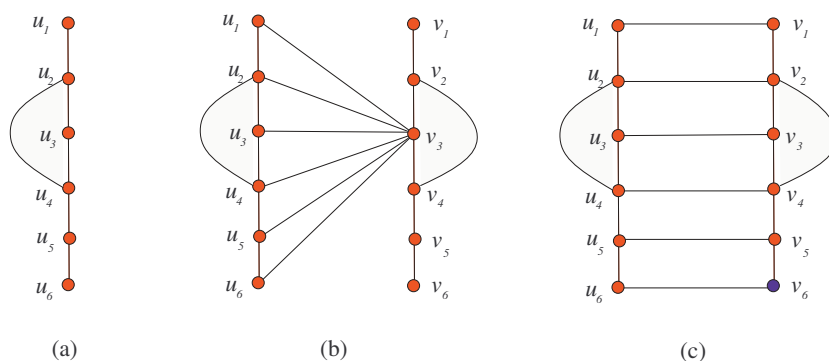 u1 u1 v1 u1 v1
u2 u2 v2 u2 v2
u3 u3 v3 u3 v3
u4 u4 v4 u4 v4
u5 u5 v5 u5 v5
u6 u6 v6 u6 v6
(a) (b) (c)